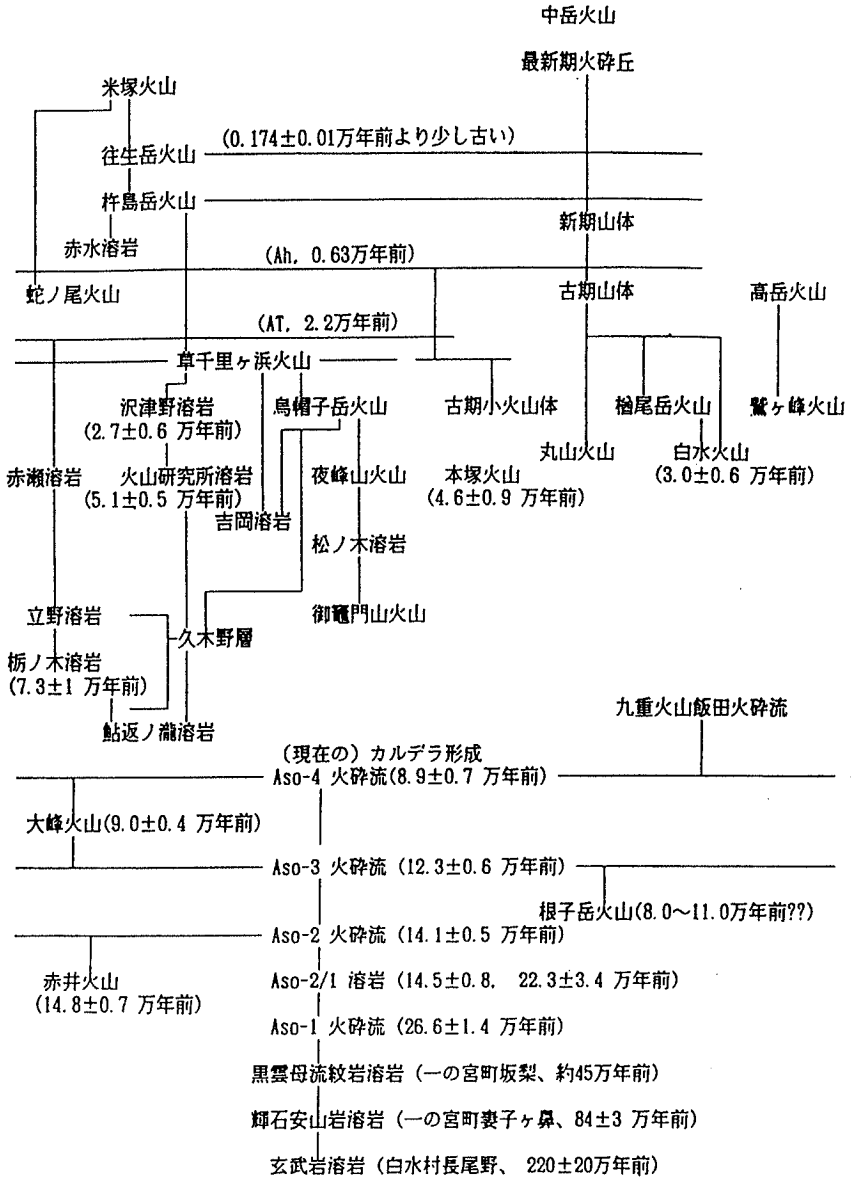 中岳火山
最新期火砕丘
米塚火山
(0.174±0.01万年前より少し古い)
往生岳火山
杵島岳火山
新期山体
赤水溶岩
(Ah, 0.63万年前)
蛇ノ尾火山
古期山体
高岳火山
(AT, 2.2万年前)
草千里ヶ浜火山
沢津野溶岩
(2.7±0.6 万年前)
烏帽子岳火山
古期小火山体
楢尾岳火山
鷲ヶ峰火山
丸山火山
白水火山
(3.0±0.6 万年前)
赤瀬溶岩
火山研究所溶岩
(5.1±0.5 万年前)
夜峰山火山
本塚火山
(4.6±0.9 万年前)
吉岡溶岩
松ノ木溶岩
立野溶岩
久木野層
御竈門山火山
栃ノ木溶岩
(7.3±1 万年前)
鮎返ノ瀧溶岩
九重火山飯田火砕流
(現在の) カルデラ形成
Aso-4 火砕流(8.9±0.7 万年前)
大峰火山(9.0±0.4 万年前)
Aso-3 火砕流 (12.3±0.6 万年前)
根子岳火山(8.0～11.0万年前??)
Aso-2 火砕流 (14.1±0.5 万年前)
赤井火山
(14.8±0.7 万年前)
Aso-2/1 溶岩 (14.5±0.8, 22.3±3.4 万年前)
Aso-1 火砕流 (26.6±1.4 万年前)
黒雲母流紋岩溶岩 (一の宮町坂梨、約45万年前)
輝石安山岩溶岩 (一の宮町妻子ヶ鼻、84±3 万年前)
玄武岩溶岩 (白水村長尾野、 220±20万年前)